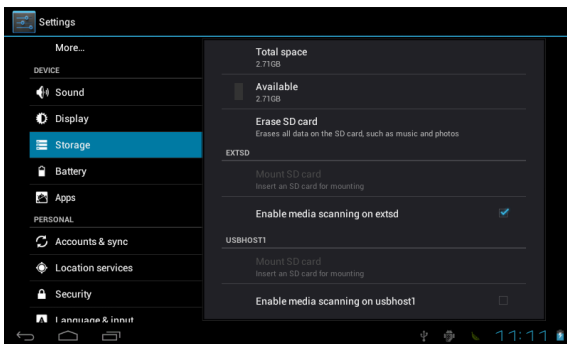 Settings
More...
DEVICE
Sound
Display
Storage
Battery
Apps
PERSONAL
Accounts & sync
Location services
Security
Language & input
Total space
2.71GB
Available
2.71GB
Erase SD card
Erases all data on the SD card, such as music and photos
EXTSD
Mount SD card
Insert an SD card for mounting
Enable media scanning on extsd
USBHOST1
Mount SD card
Insert an SD card for mounting
Enable media scanning on usbhost1
11:11